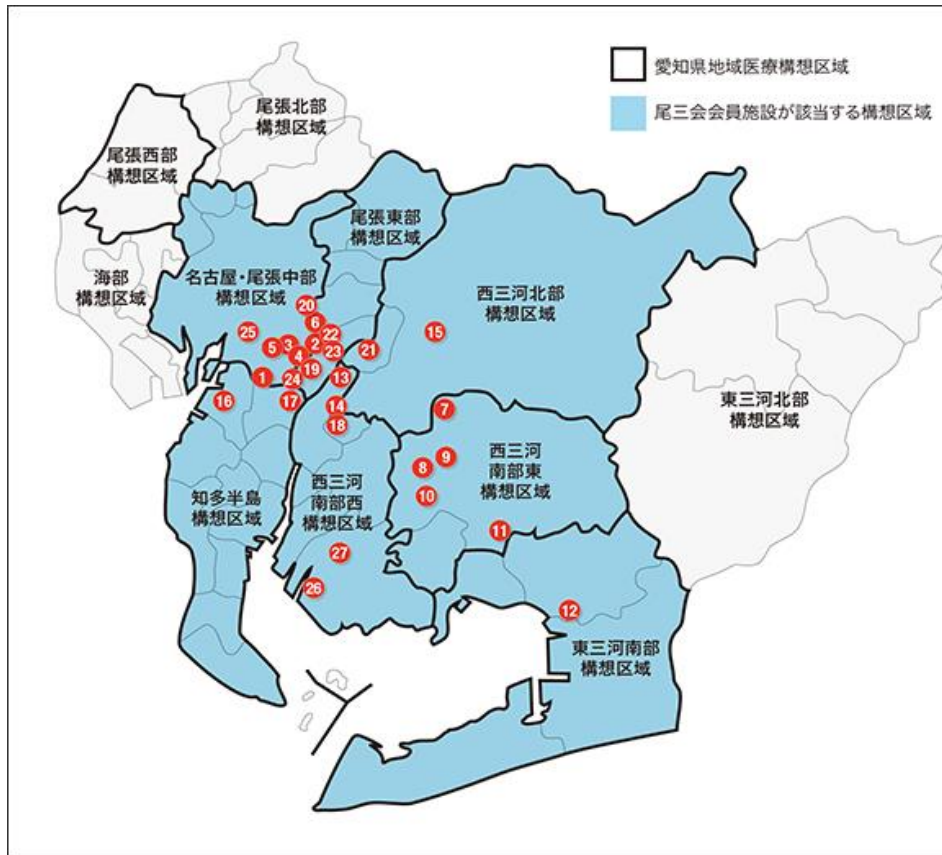 愛知県地域医療構想区域
尾三会会員施設が該当する構想区域
尾張北部
構想区域
尾張西部
構想区域
尾張東部
構想区域
海部
構想区域
名古屋・尾張中部
構想区域
西三河北部
構想区域
20
6
25
22
15
5
3
2
4
23
21
1
24
19
13
16
17
14
7
18
東三河北部
構想区域
西三河
南部東
構想区域
8
9
10
知多半島
構想区域
西三河
南部西
構想区域
11
27
26
12
東三河南部
構想区域